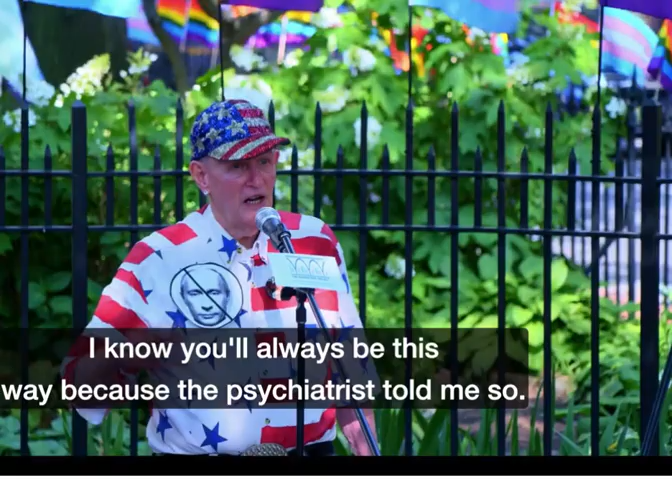 I know you'll always be this
way because the psychiatrist told me so.